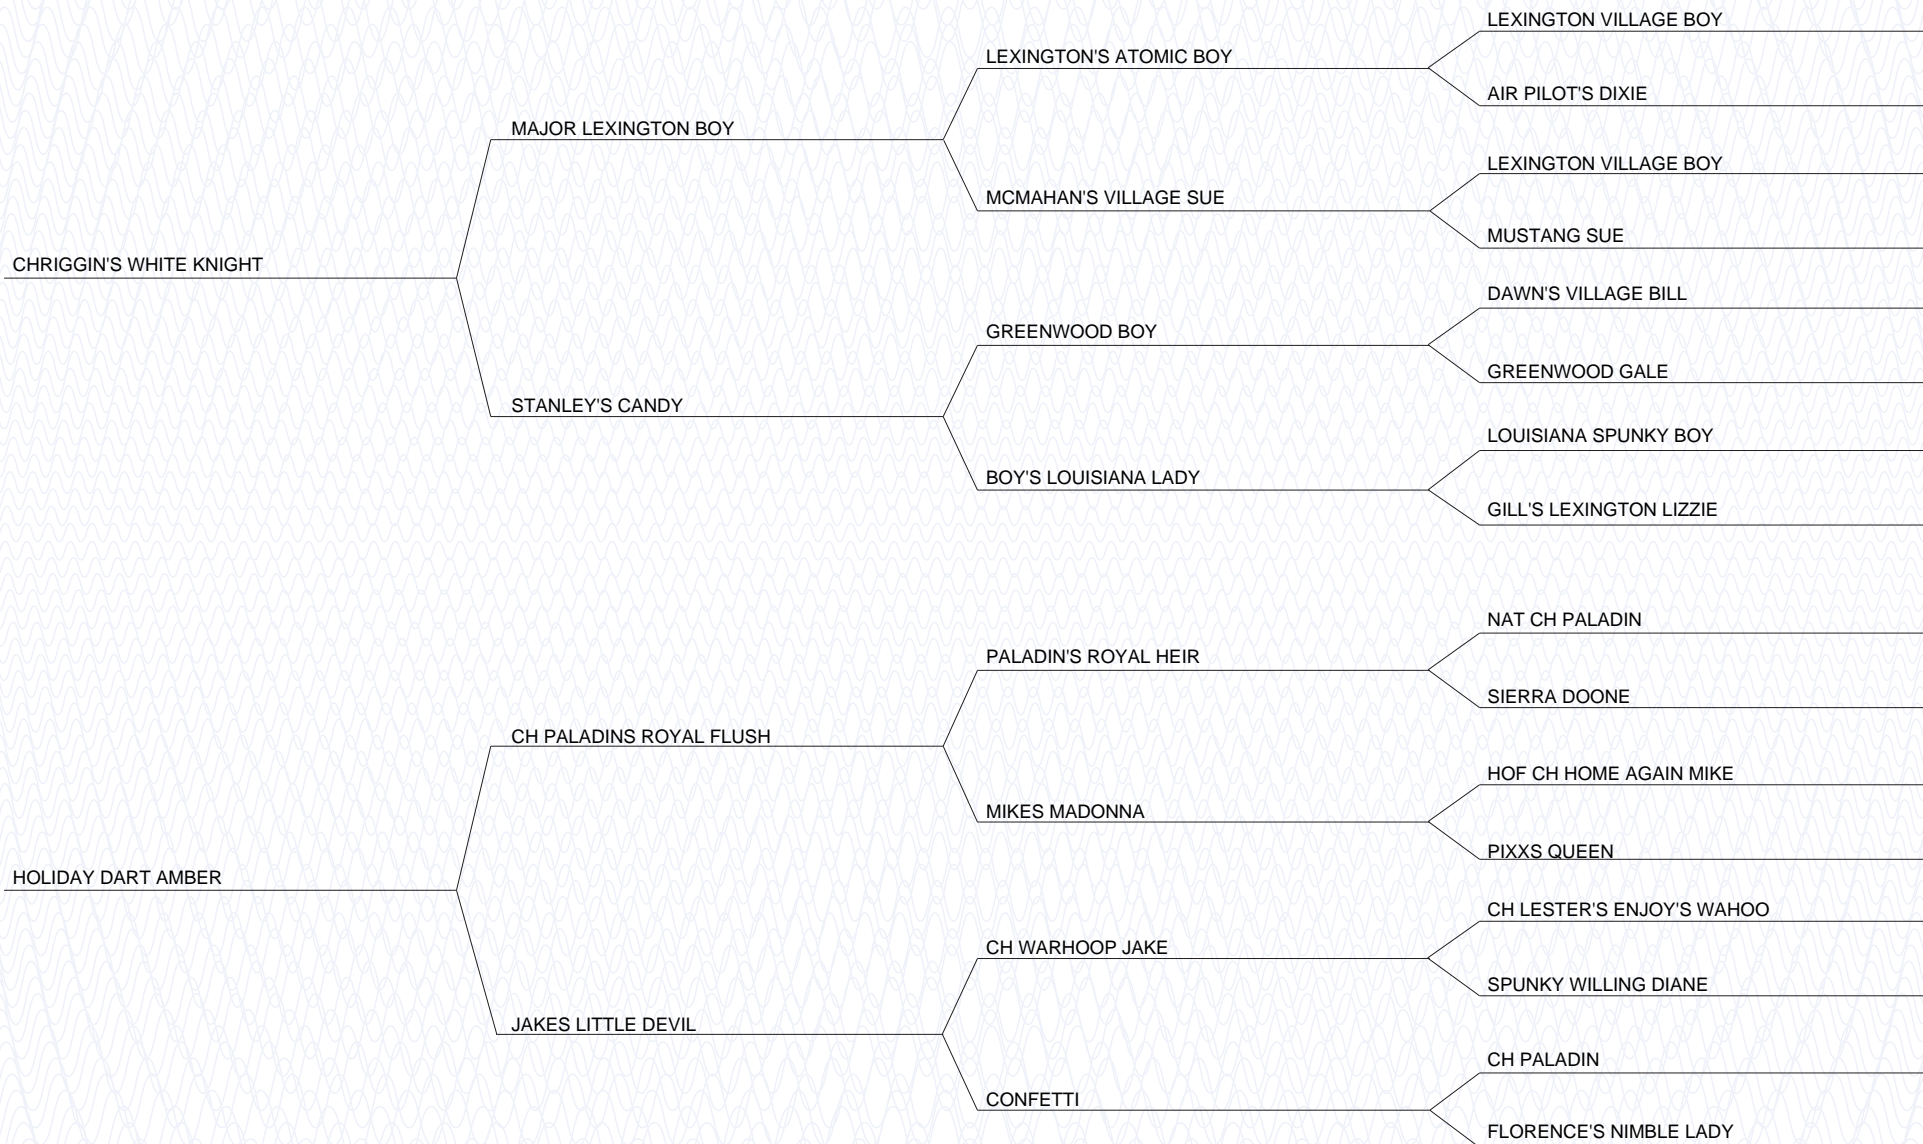 LEXINGTON VILLAGE BOY
LEXINGTON'S ATOMIC BOY
AIR PILOT'S DIXIE
MAJOR LEXINGTON BOY
LEXINGTON VILLAGE BOY
MCMAHAN'S VILLAGE SUE
MUSTANG SUE
CHRIGGIN'S WHITE KNIGHT
DAWN'S VILLAGE BILL
GREENWOOD BOY
GREENWOOD GALE
STANLEY'S CANDY
LOUISIANA SPUNKY BOY
BOY'S LOUISIANA LADY
GILL'S LEXINGTON LIZZIE
NAT CH PALADIN
PALADIN'S ROYAL HEIR
SIERRA DOONE
CH PALADINS ROYAL FLUSH
HOF CH HOME AGAIN MIKE
MIKES MADONNA
PIXXS QUEEN
HOLIDAY DART AMBER
CH LESTER'S ENJOY'S WAHOO
CH WARHOOP JAKE
SPUNKY WILLING DIANE
JAKES LITTLE DEVIL
CH PALADIN
CONFETTI
FLORENCE'S NIMBLE LADY